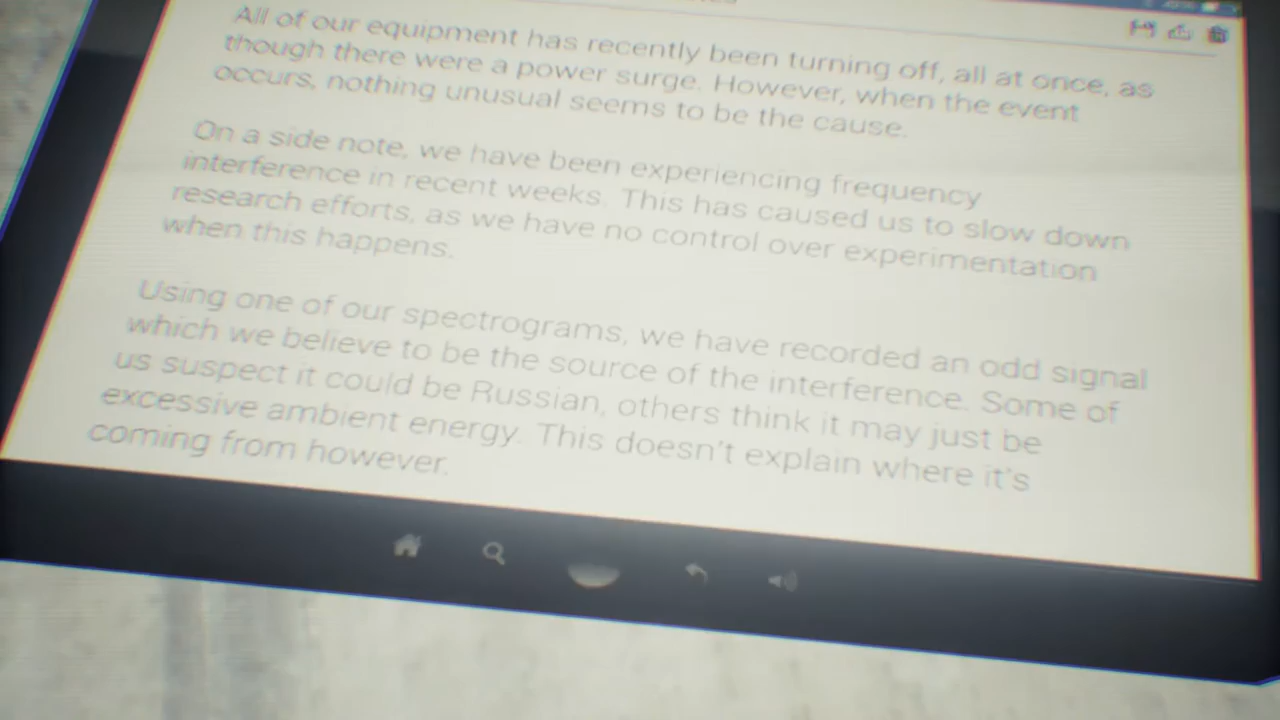 All of our equipment has recently been turning off, all at once, as
though there were a power surge. However, when the event
occurs, nothing unusual seems to be the cause.
On a side note, we have been experiencing frequency
interference in recent weeks. This has caused us to slow down
research efforts, as we have no control over experimentation
when this happens.
Using one of our spectrograms, we have recorded an odd signal
which we believe to be the source of the interference. Some of
us suspect it could be Russian, others think it may just be
excessive ambient energy. This doesn't explain where it's
coming from however.